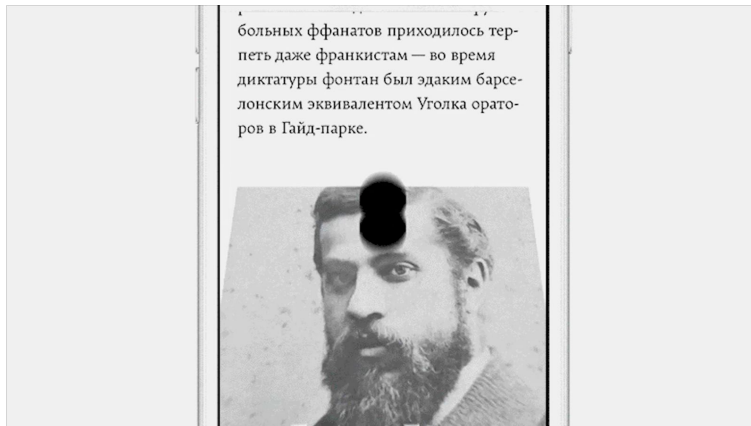 больных ффанатов приходилось тер-
петь даже франкистам — во время
диктатуры фонтан был эдаким барсе-
лонским эквивалентом Уголка орато-
ров в Гайд-парке.